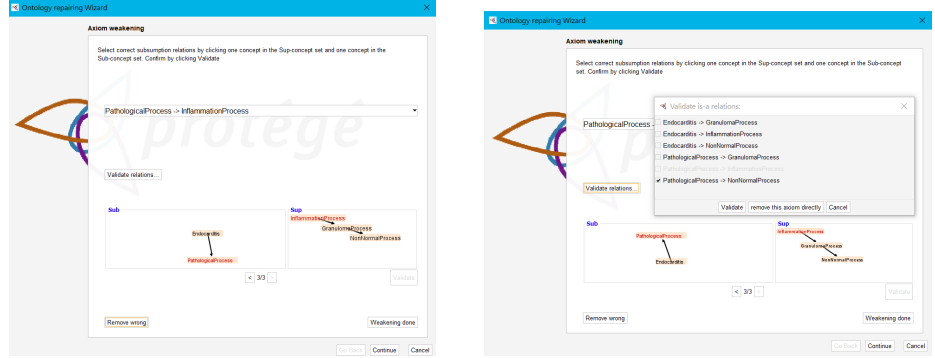 Ontology repairing Wizard
Axiom weakening
Select correct subsumption relations by clicking one concept in the Sup-concept set and one concept in the
Sub-concept set. Confirm by clicking Validate
protégé
PathologicalProcess -> InflammationProcess
Validate relations...
Sub
Endocarditis
PathologicalProcess
Sup
InflammationProcess
GranulomaProcess
NonNormalProcess
< 3/3 >
Validate
Remove wrong
Weakening done
Go Back Continue Cancel
Ontology repairing Wizard
Axiom weakening
Select correct subsumption relations by clicking one concept in the Sup-concept set and one concept in the Sub-concept
set. Confirm by clicking Validate
PathologicalProcess -
Validate relations...
Validate is-a relations:
Endocarditis -> GranulomaProcess
Endocarditis -> InflammationProcess
Endocarditis -> NonNormalProcess
PathologicalProcess -> GranulomaProcess
PathologicalProcess -> InflammationProcess
PathologicalProcess -> NonNormalProcess
Validate remove this axiom directly Cancel
Sub
PathologicalProcess
Endocarditis
Sup
InflammationProcess
GranulomaProcess
NonNormalProcess
< 3/3 >
Validate
Remove wrong
Weakening done
Go Back Continue Cancel